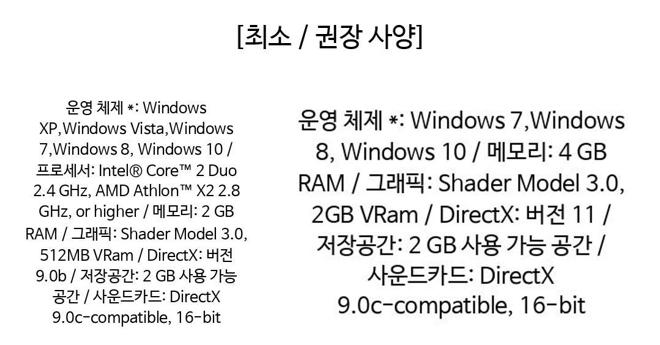 [최소 / 권장 사양]
운영 체제 *: Windows
XP,Windows Vista,Windows
7,Windows 8, Windows 10 /
프로세서: Intel® Core™ 2 Duo
2.4 GHz, AMD Athlon™ X2 2.8
GHz, or higher / 메모리: 2 GB
RAM / 그래픽: Shader Model 3.0,
512MB VRam / DirectX: 버전
9.0b / 저장공간: 2 GB 사용 가능
공간 / 사운드카드: DirectX
9.0c-compatible, 16-bit
운영 체제 *: Windows 7,Windows
8, Windows 10 / 메모리: 4 GB
RAM / 그래픽: Shader Model 3.0,
2GB VRam / DirectX: 버전 11 /
저장공간: 2 GB 사용 가능 공간 /
사운드카드: DirectX
9.0c-compatible, 16-bit